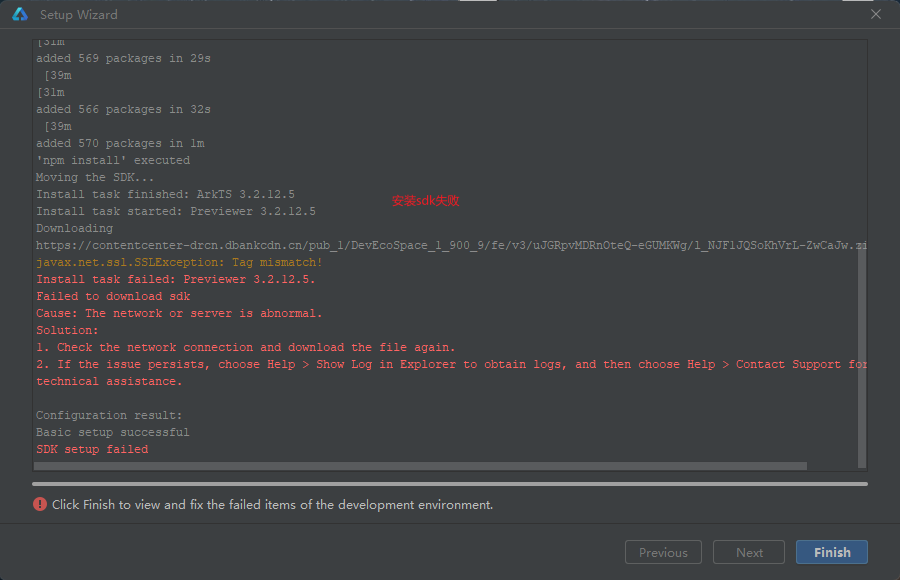 Setup Wizard
[31m
added 569 packages in 29s
[39m
[31m
added 566 packages in 32s
[39m
added 570 packages in 1m
'npm install' executed
Moving the SDK...
Install task finished: ArkTS 3.2.12.5
安装sdk失败
Install task started: Previewer 3.2.12.5
Downloading
https://contentcenter-drcn.dbankcdn.cn/pub_1/DevEcoSpace_1_900_9/fe/v3/uJGRpvMDRnOteQ-eGUMKWg/l_NJFlJQSoKhVrL-ZwCaJw.zi
javax.net.ssl.SSLException: Tag mismatch!
Install task failed: Previewer 3.2.12.5.
Failed to download sdk
Cause: The network or server is abnormal.
Solution:
1. Check the network connection and download the file again.
2. If the issue persists, choose Help > Show Log in Explorer to obtain logs, and then choose Help > Contact Support for
technical assistance.
Configuration result:
Basic setup successful
SDK setup failed
Click Finish to view and fix the failed items of the development environment.
Previous
Next
Finish